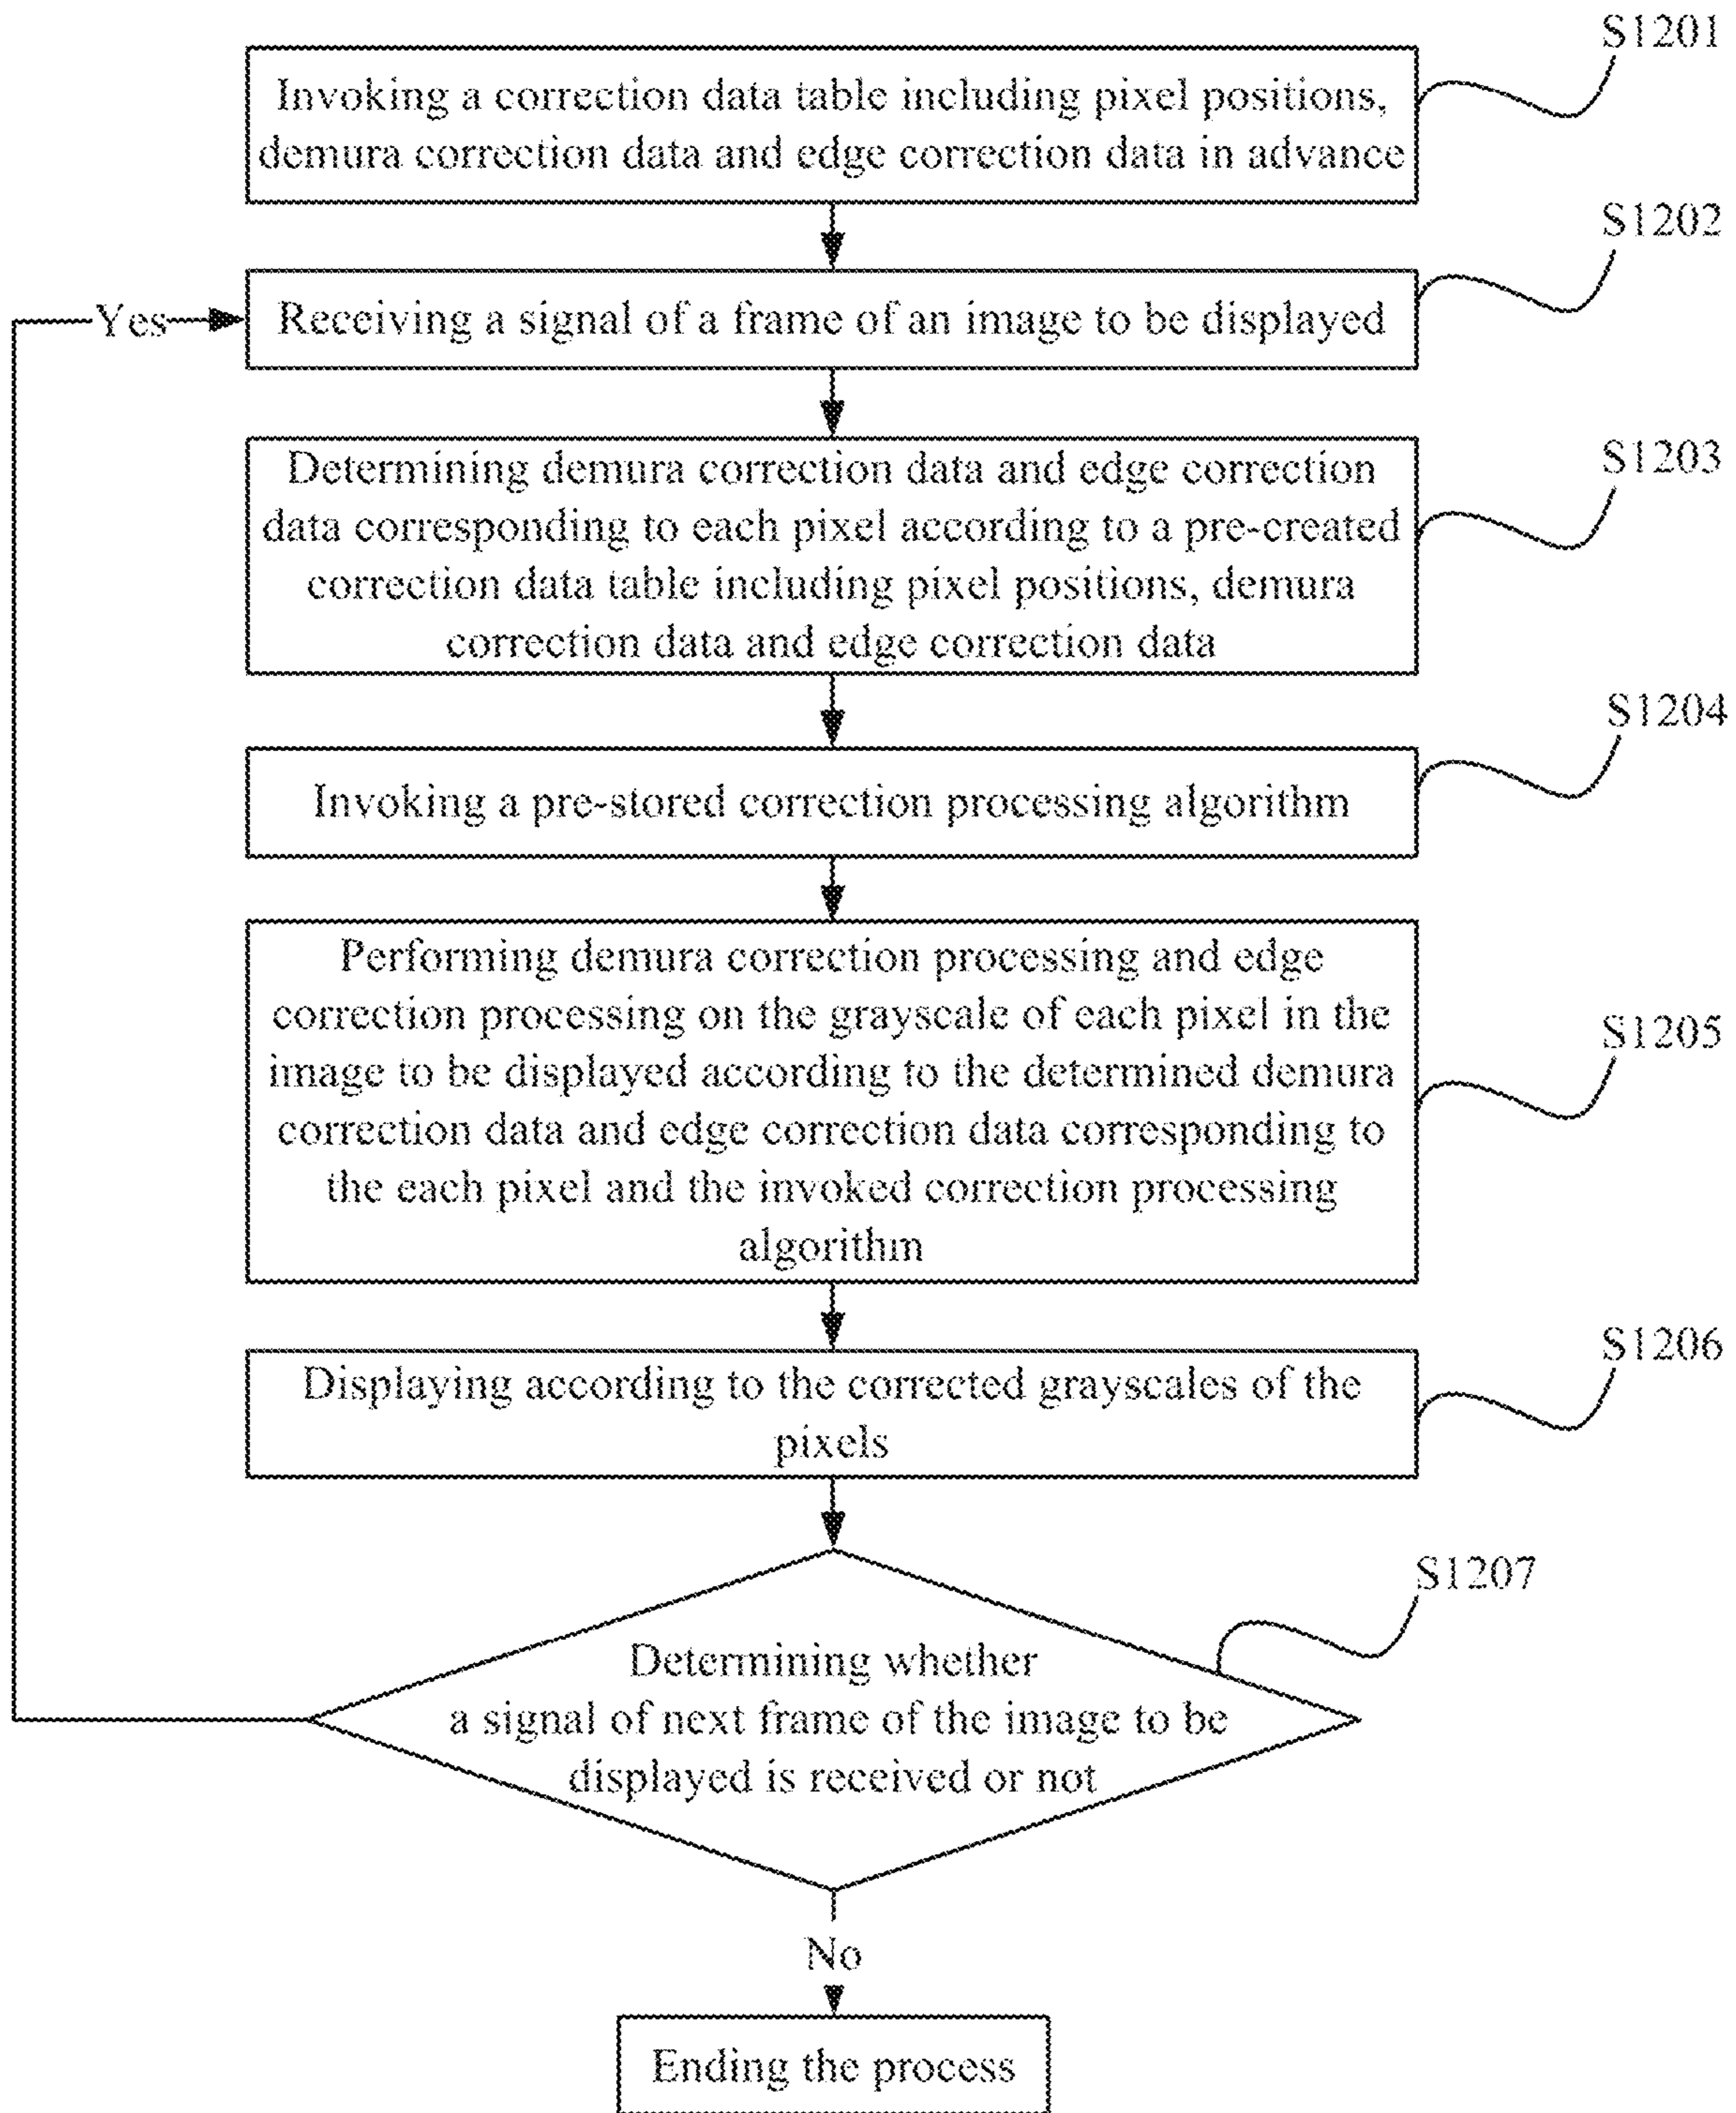 S1201
Invoking a correction data table including pixel positions,
demura correction data and edge correction data in advance
S1202
Yes
Receiving a signal of a frame of an image to be displayed
S1203
Determining demura correction data and edge correction
data corresponding to each pixel according to a pre-created
correction data table including pixel positions, demura
correction data and edge correction data
S1204
Invoking a pre-stored correction processing algorithm
Performing demura correction processing and edge
correction processing on the grayscale of each pixel in the
image to be displayed according to the determined demura
correction data and edge correction data corresponding to
the each pixel and the invoked correction processing
algorithm
S1205
S1206
Displaying according to the corrected grayscales of the
pixels
S1207
Determining whether
a signal of next frame of the image to be
displayed is received or not
No
Ending the process